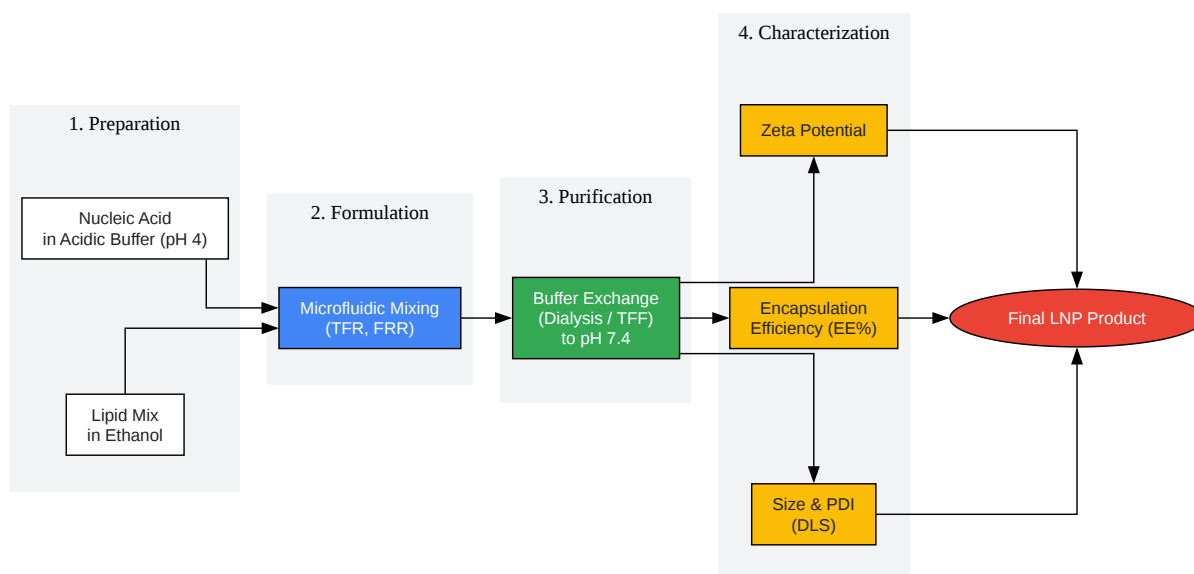 1. Preparation
Nucleic Acid
in Acidic Buffer (pH 4)
Lipid Mix
in Ethanol
2. Formulation
Microfluidic Mixing
(TFR, FRR)
3. Purification
Buffer Exchange
(Dialysis / TFF)
to pH 7.4
4. Characterization
Zeta Potential
Encapsulation
Efficiency (EE%)
Size & PDI
(DLS)
Final LNP Product